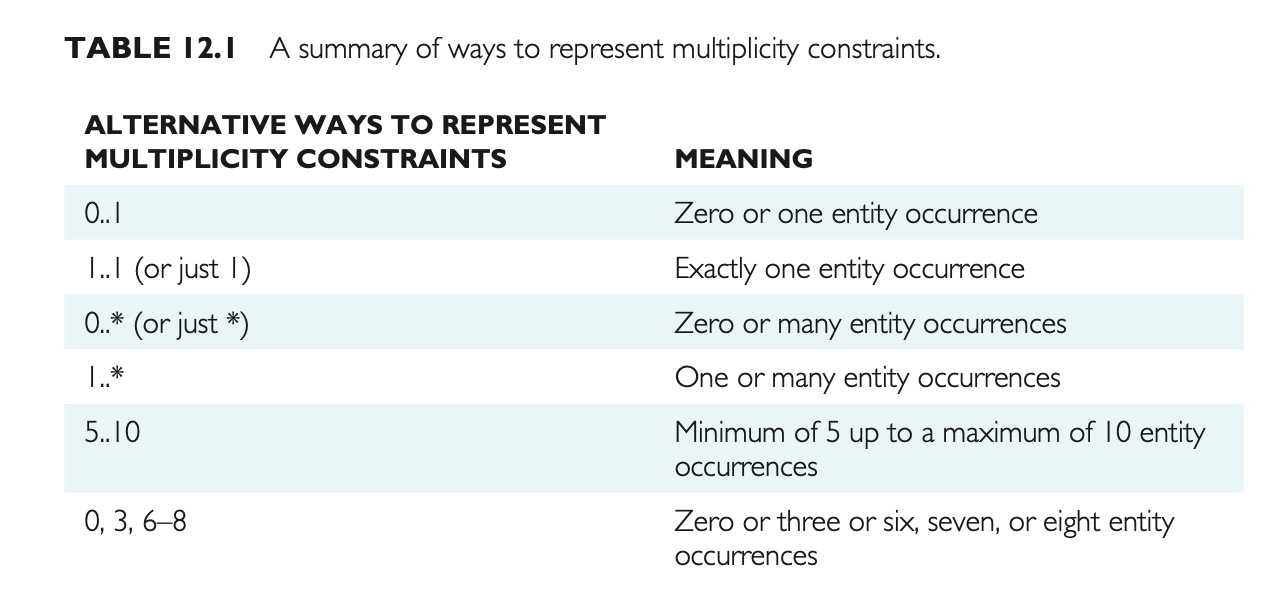 TABLE 12.1 A summary of ways to represent multiplicity constraints.
ALTERNATIVE WAYS TO REPRESENT
MULTIPLICITY CONSTRAINTS MEANING
0..1 Zero or one entity occurrence
1..1 (or just 1) Exactly one entity occurrence
0..* (or just *) Zero or many entity occurrences
1..* One or many entity occurrences
5..10 Minimum of 5 up to a maximum of 10 entity
occurrences
0, 3, 6–8 Zero or three or six, seven, or eight entity
occurrences